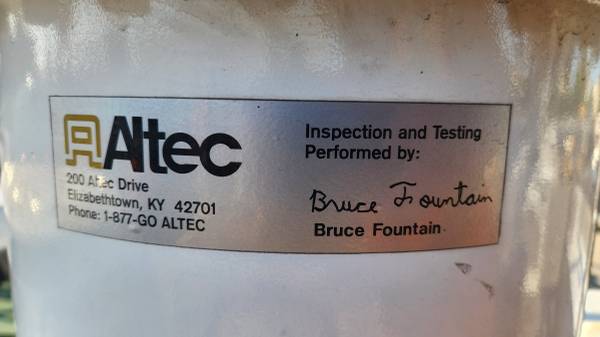 Altec
200 Altec Drive
Elizabethtown, KY 42701
Phone: 1-877-GO ALTEC
Inspection and Testing
Performed by:
Bruce Fountain
Bruce Fountain